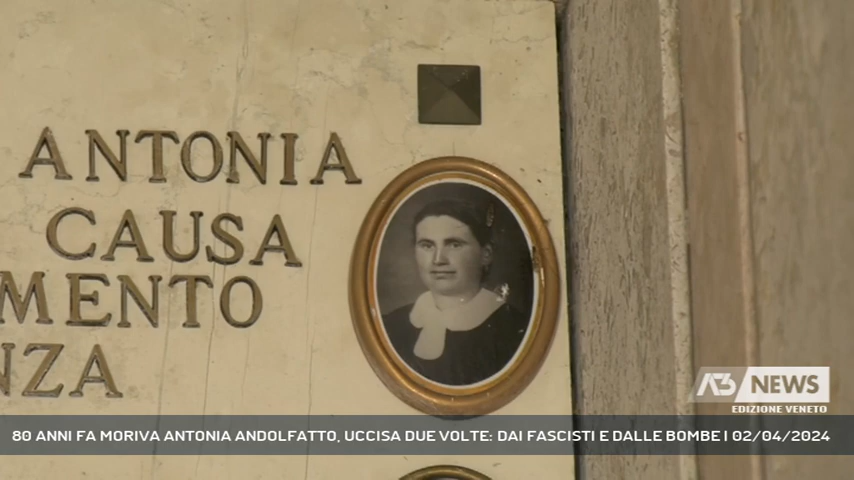 ANTONIA
CAUSA
MENTO
NZA
A3 NEWS
EDIZIONE VENETO
80 ANNI FA MORIVA ANTONIA ANDOLFATTO, UCCISA DUE VOLTE: DAI FASCISTI E DALLE BOMBE | 02/04/2024